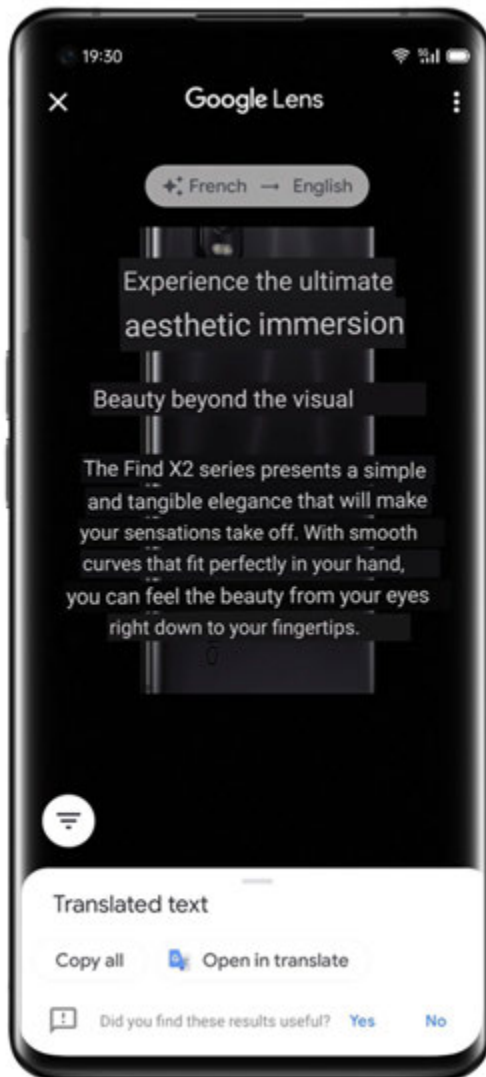 19:30
5G
Google Lens
French → English
Experience the ultimate
aesthetic immersion
Beauty beyond the visual
The Find X2 series presents a simple
and tangible elegance that will make
your sensations take off. With smooth
curves that fit perfectly in your hand,
you can feel the beauty from your eyes
right down to your fingertips.
Translated text
Copy all Open in translate
Did you find these results useful? Yes No